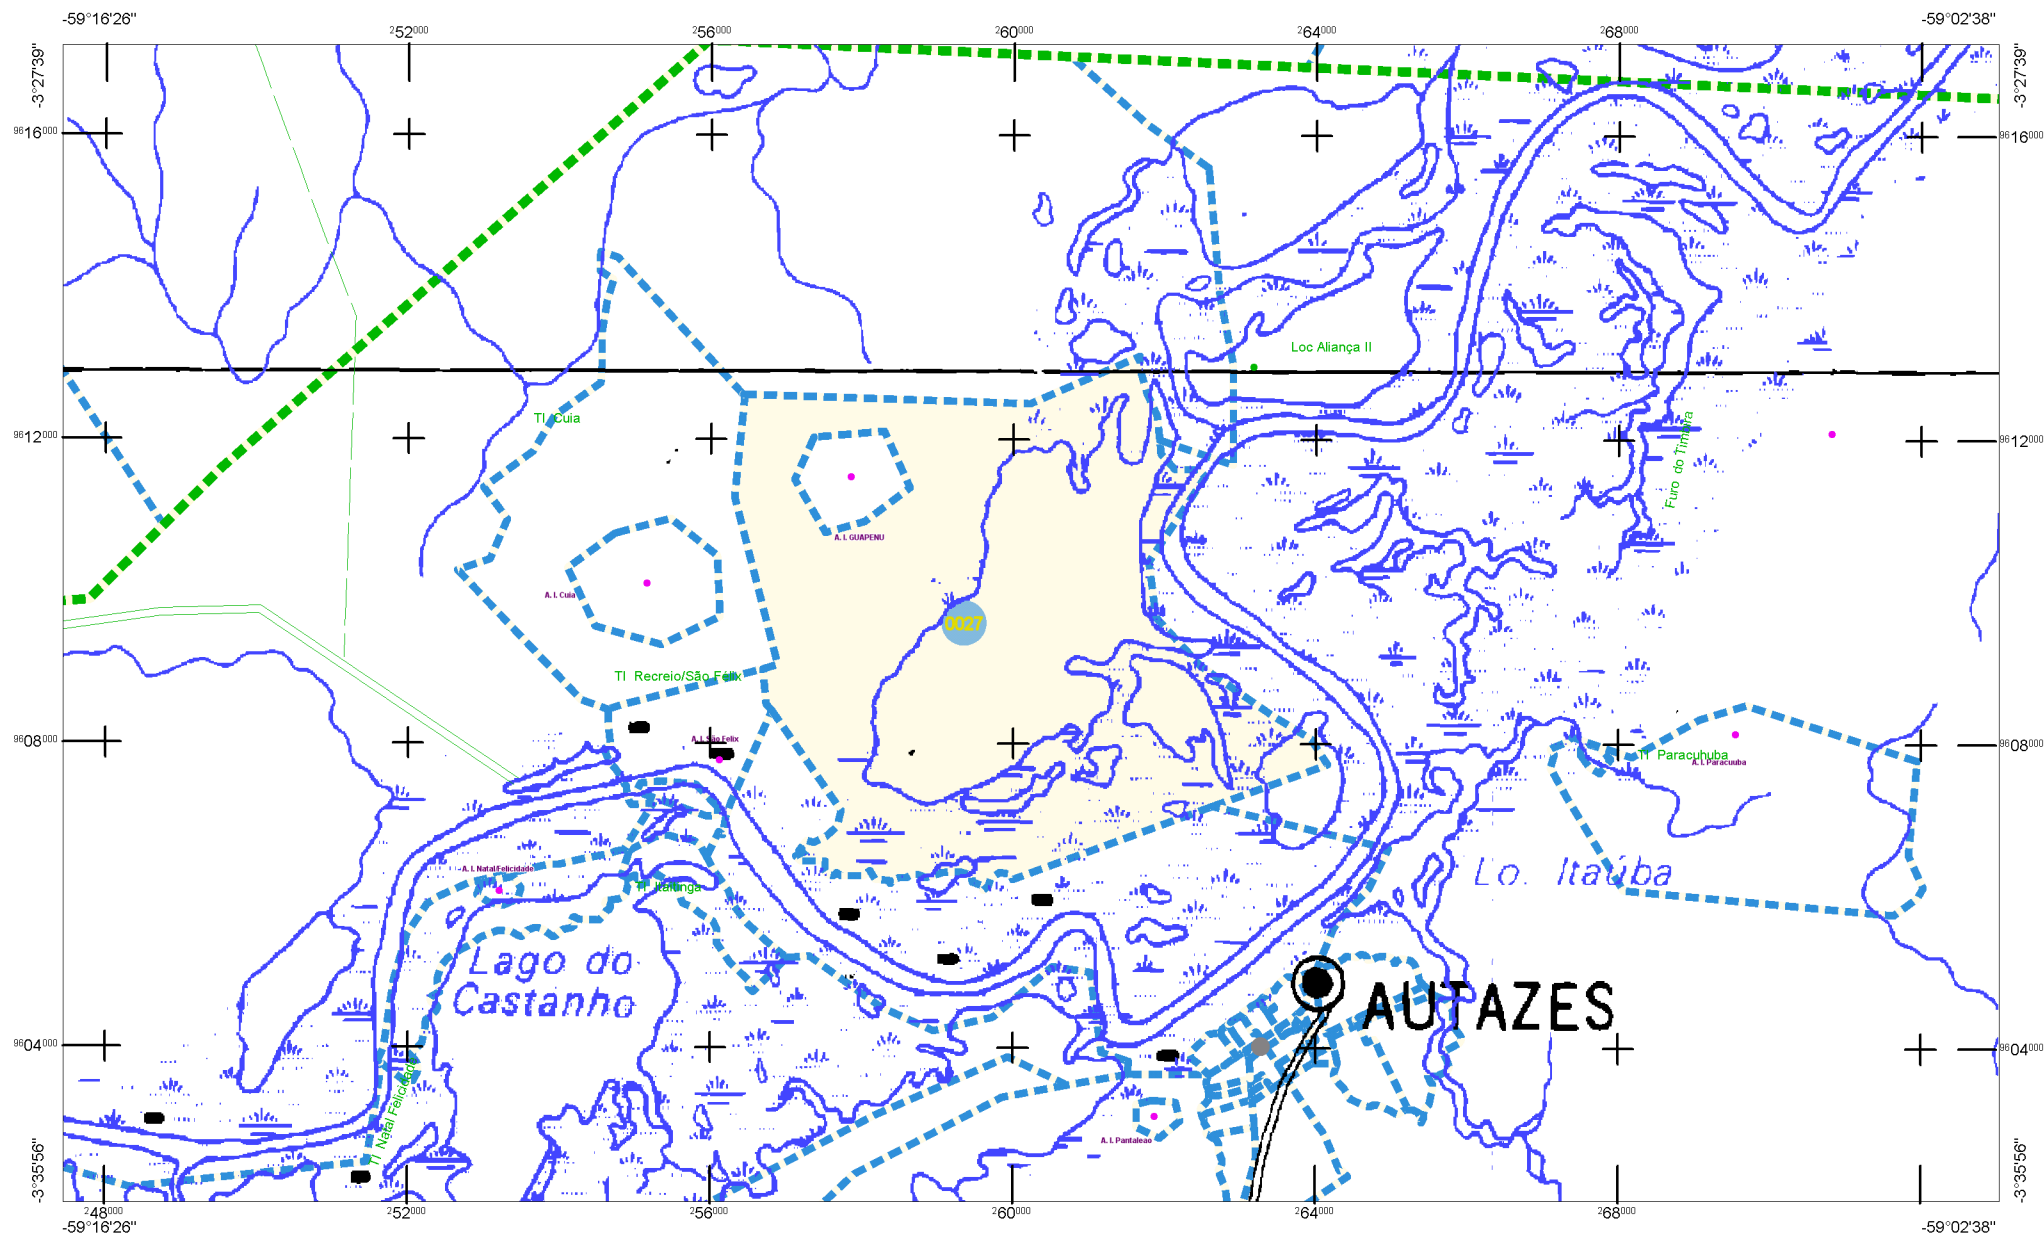 -59°16'26"
-59°02'38"
252000
256000
260000
264000
268000
-3°27'39"
-3°27'39"
9616000
9616000
Loc Aliança II
TI Cuia
9612000
9612000
Furo do Timbira
A. I. GUAPENU
A. I. Cuia
0027
TI Recreio/São Félix
A. I. São Felix
9608000
9608000
TI Paracuhuba
A. I. Paracuuba
A. I. Natal Felicidade
Lo. Itaúba
TI Itaitinga
Lago do
Castanho
AUTAZES
9604000
9604000
TI Natal Felicidade
A. I. Pantaleao
-3°35'56"
-3°35'56"
248000
252000
256000
260000
264000
268000
-59°16'26"
-59°02'38"